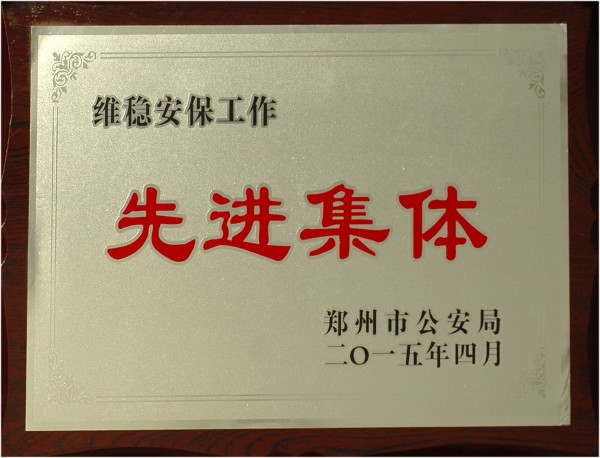 维稳安保工作
先进集体
郑州市公安局
二〇一五年四月